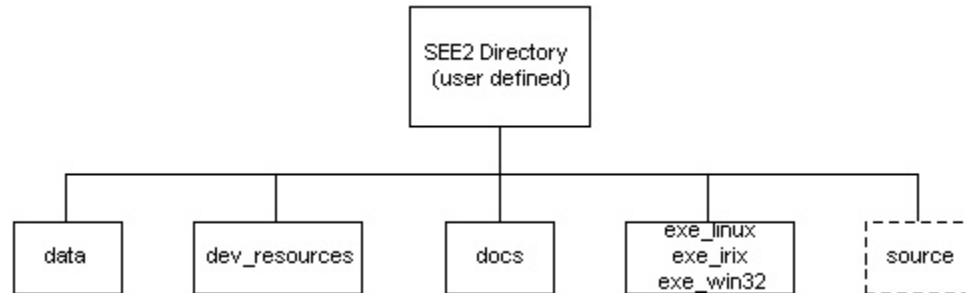 SEE2 Directory
(user defined)
data
dev_resources
docs
exe_linux
exe_irix
exe_win32
source